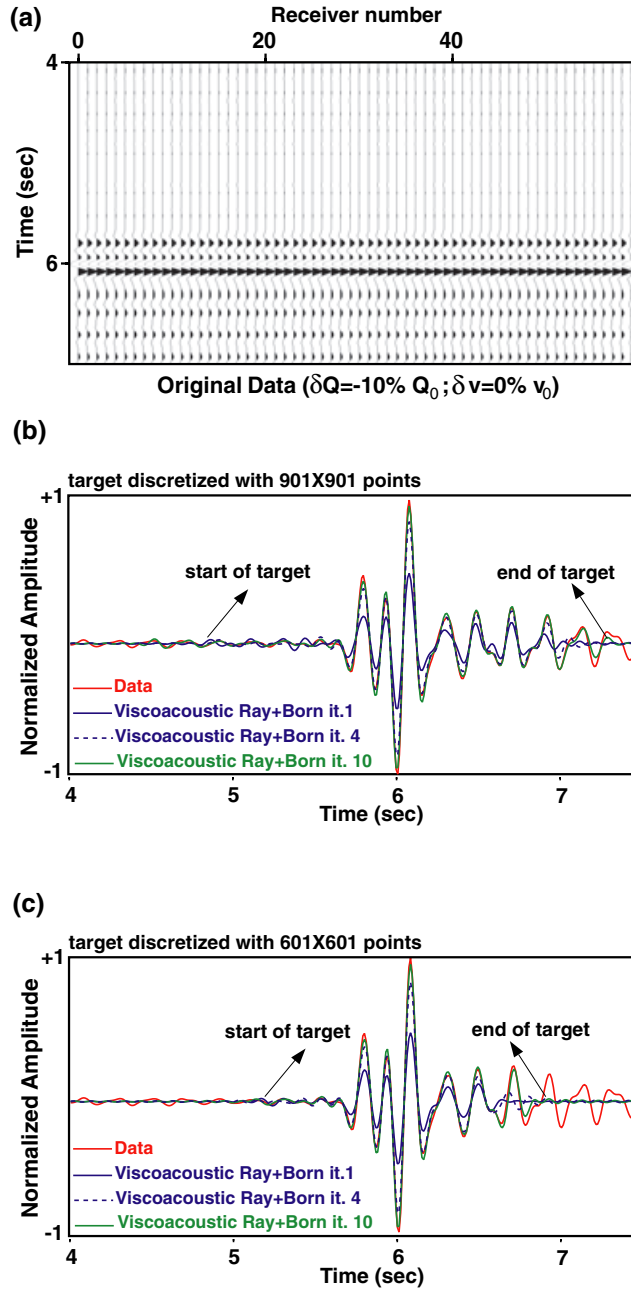 (a)
Receiver number
0 20 40
4
Time (sec)
6
Original Data (δQ=-10% Q0 ; δ v=0% v0)
(b)
target discretized with 901X901 points
+1
Normalized Amplitude
start of target
end of target
Data
Viscoacoustic Ray+Born it.1
Viscoacoustic Ray+Born it. 4
Viscoacoustic Ray+Born it. 10
-1
4 5 6 7
Time (sec)
(c)
target discretized with 601X601 points
+1
Normalized Amplitude
start of target
end of target
Data
Viscoacoustic Ray+Born it.1
Viscoacoustic Ray+Born it. 4
Viscoacoustic Ray+Born it. 10
-1
4 5 6 7
Time (sec)